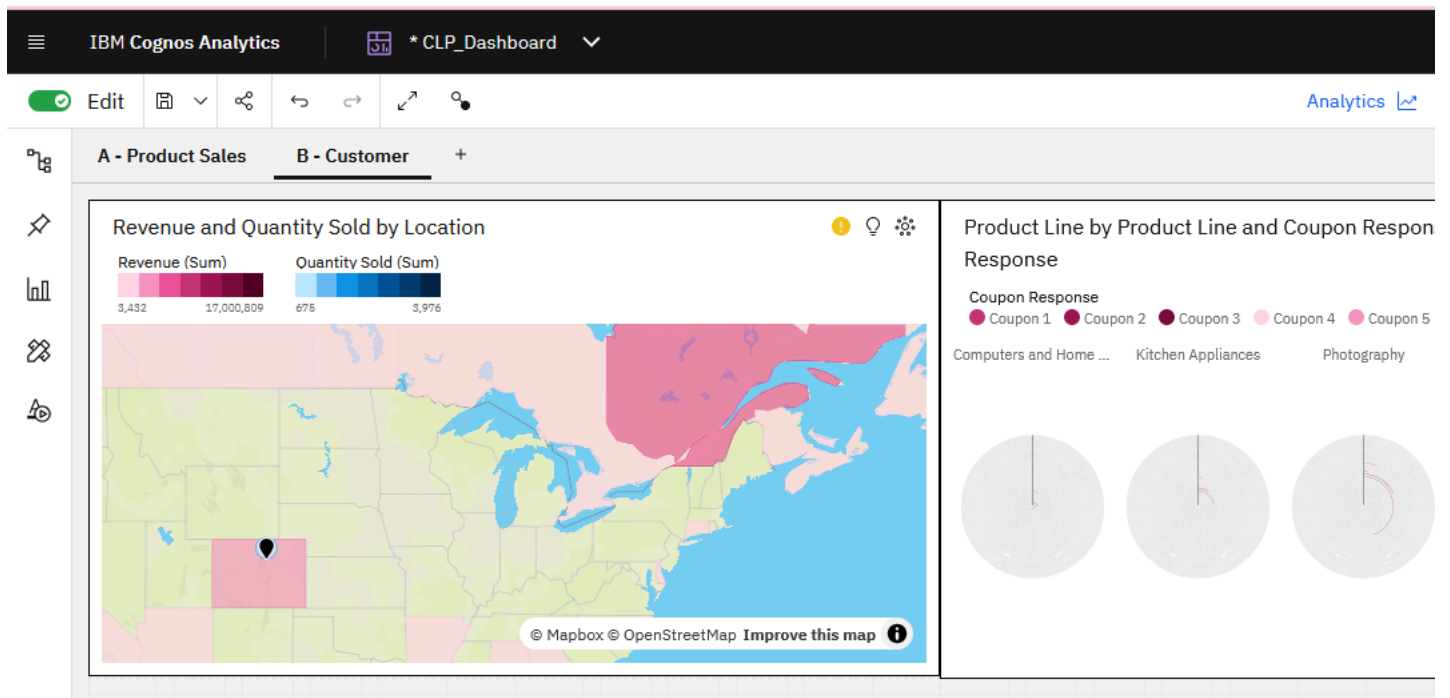 IBM Cognos Analytics
* CLP_Dashboard
Edit
Analytics
A - Product Sales
B - Customer
+
Revenue and Quantity Sold by Location
Revenue (Sum)
Quantity Sold (Sum)
3,432
17,000,809
675
3,976
© Mapbox © OpenStreetMap Improve this map
Product Line by Product Line and Coupon Respon
Response
Coupon Response
Coupon 1
Coupon 2
Coupon 3
Coupon 4
Coupon 5
Computers and Home ...
Kitchen Appliances
Photography